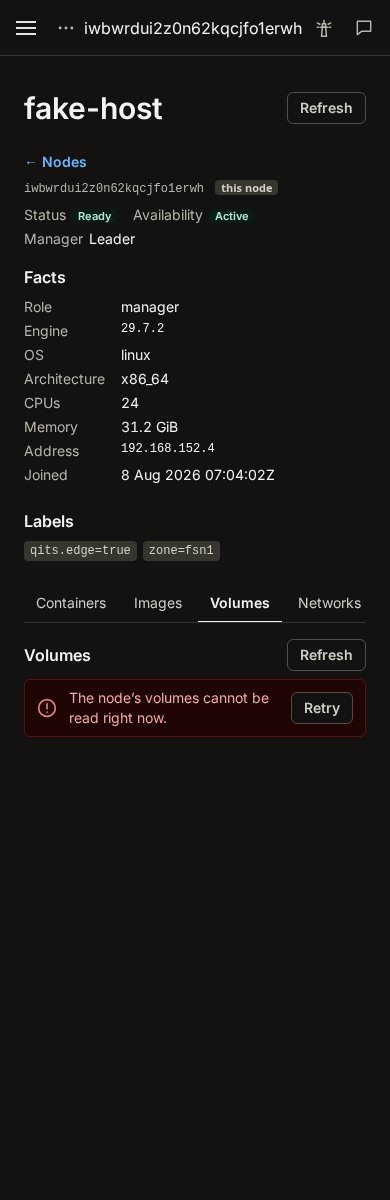 iwbwrdui2z0n62kqcjfo1erwh
fake-host
Refresh
← Nodes
iwbwrdui2z0n62kqcjfo1erwh this node
Status Ready Availability Active
Manager Leader
Facts
Role manager
Engine 29.7.2
OS linux
Architecture x86_64
CPUs 24
Memory 31.2 GiB
Address 192.168.152.4
Joined 8 Aug 2026 07:04:02Z
Labels
qits.edge=true zone=fsn1
Containers Images Volumes Networks
Volumes
Refresh
The node’s volumes cannot be
read right now.
Retry